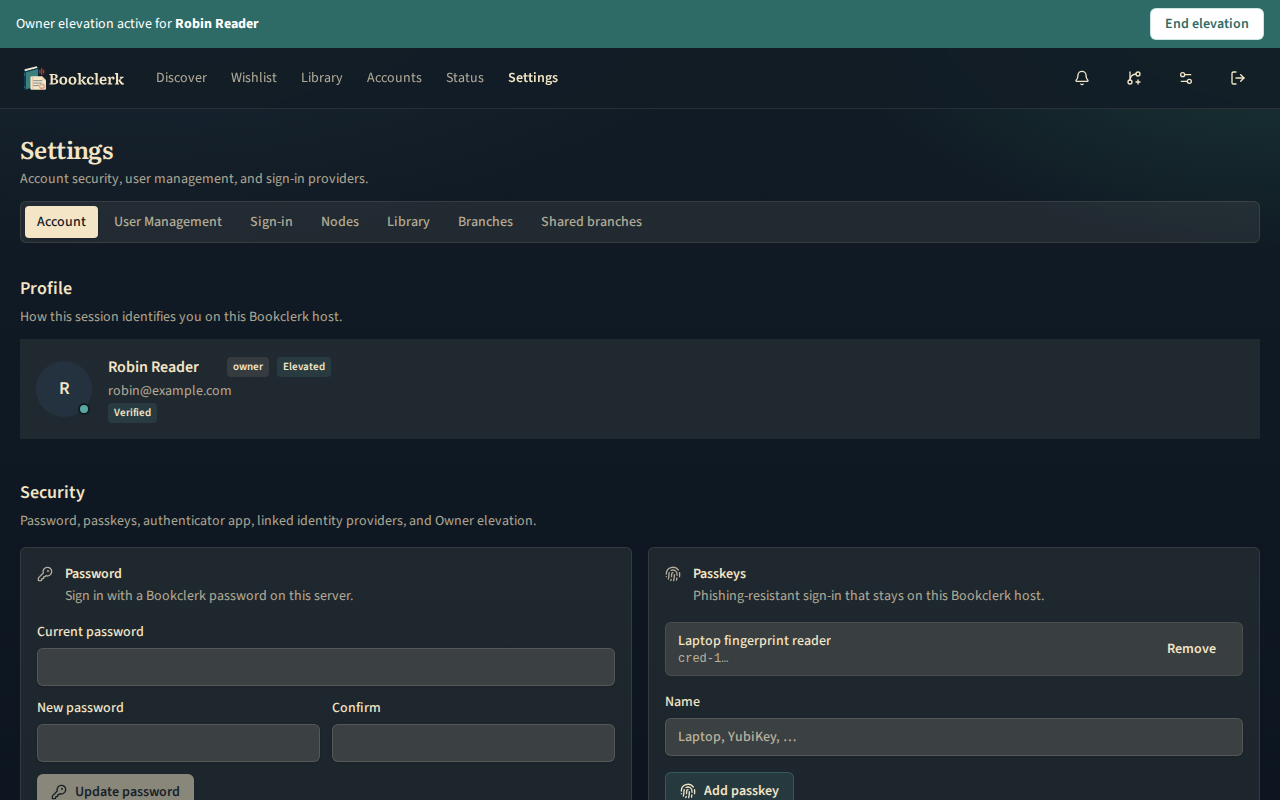 Owner elevation active for Robin Reader
End elevation
Bookclerk
Discover
Wishlist
Library
Accounts
Status
Settings
Settings
Account security, user management, and sign-in providers.
Account
User Management
Sign-in
Nodes
Library
Branches
Shared branches
Profile
How this session identifies you on this Bookclerk host.
R
Robin Reader
owner
Elevated
robin@example.com
Verified
Security
Password, passkeys, authenticator app, linked identity providers, and Owner elevation.
Password
Sign in with a Bookclerk password on this server.
Current password
New password
Confirm
Update password
Passkeys
Phishing-resistant sign-in that stays on this Bookclerk host.
Laptop fingerprint reader
cred-1…
Remove
Name
Laptop, YubiKey, …
Add passkey